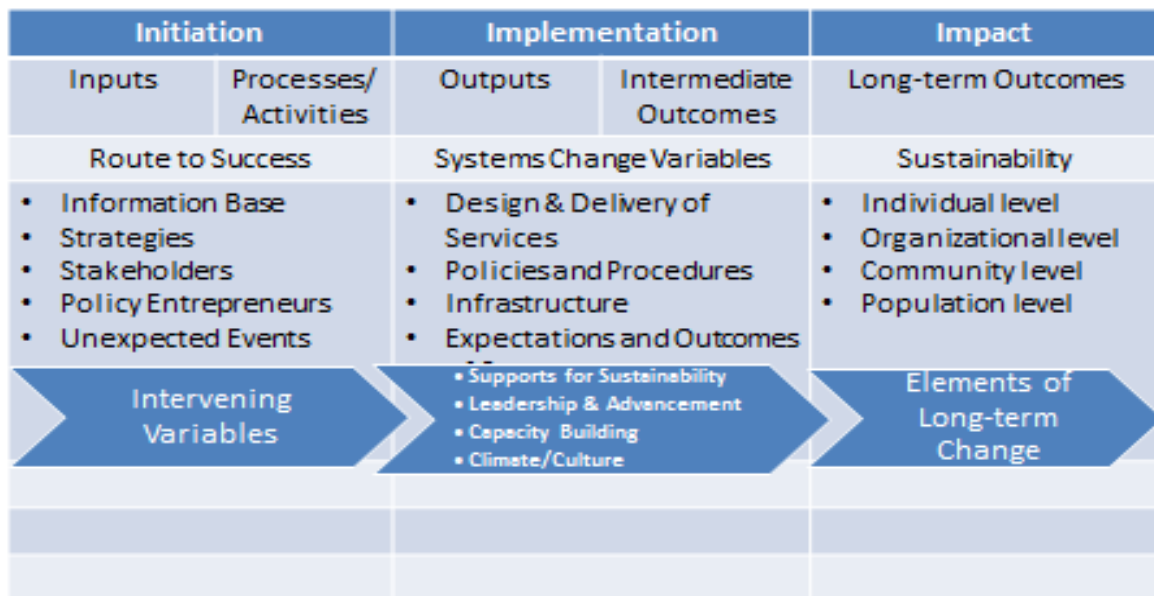 Initiation
Implementation
Impact
Inputs
Processes/
Activities
Outputs
Intermediate
Outcomes
Long-term Outcomes
Route to Success
Systems Change Variables
Sustainability
• Information Base
• Strategies
• Stakeholders
• Policy Entrepreneurs
• Unexpected Events
• Design & Delivery of
Services
• Policies and Procedures
• Infrastructure
• Expectations and Outcomes
• Individual level
• Organizational level
• Community level
• Population level
Intervening
Variables
• Supports for Sustainability
• Leadership & Advancement
• Capacity Building
• Climate/Culture
Elements of
Long-term
Change